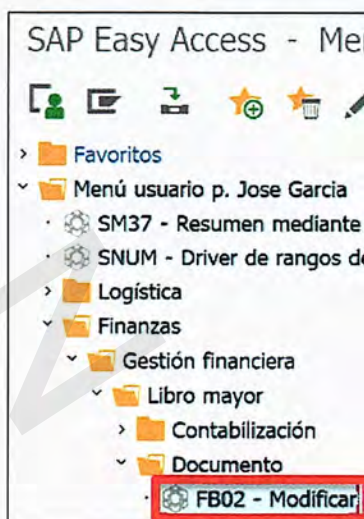 SAP Easy Access - Me
Favoritos
Menú usuario p. Jose Garcia
SM37 - Resumen mediante
SNUM - Driver de rangos de
Logística
Finanzas
Gestión financiera
Libro mayor
Contabilización
Documento
FB02 - Modificar